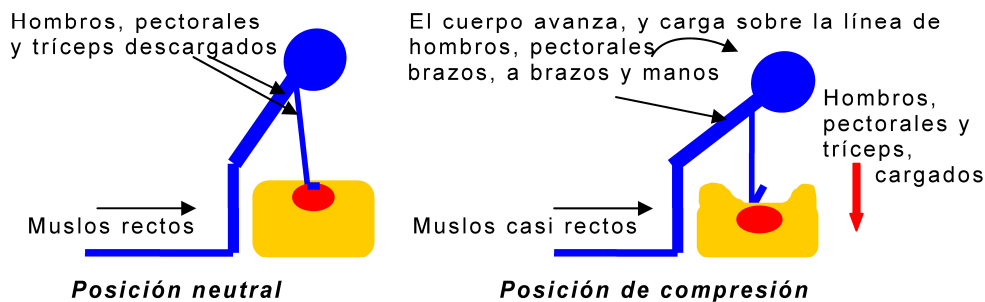 Hombros, pectorales
y tríceps descargados
Muslos rectos
Posición neutral
El cuerpo avanza, y carga sobre la línea de
hombros, pectorales
brazos, a brazos y manos
Hombros,
pectorales y
tríceps,
cargados
Muslos casi rectos
Posición de compresión